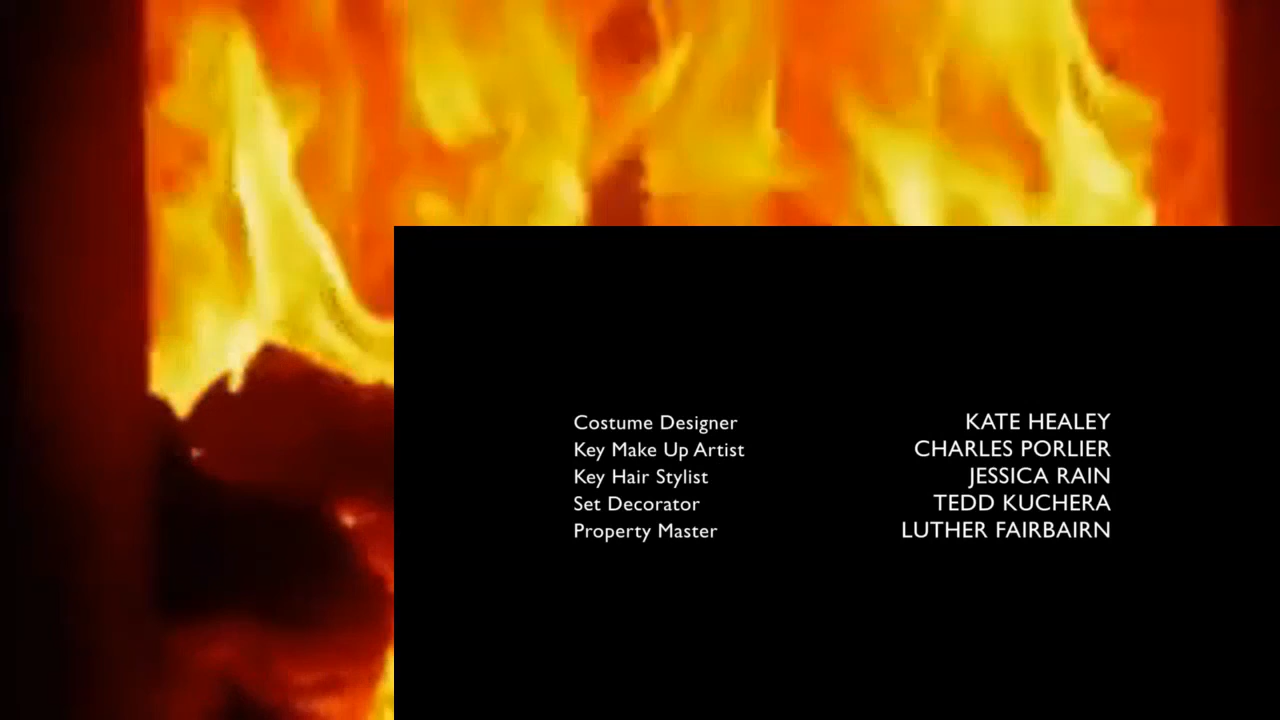 Costume Designer KATE HEALEY
Key Make Up Artist CHARLES PORLIER
Key Hair Stylist JESSICA RAIN
Set Decorator TEDD KUCHERA
Property Master LUTHER FAIRBAIRN